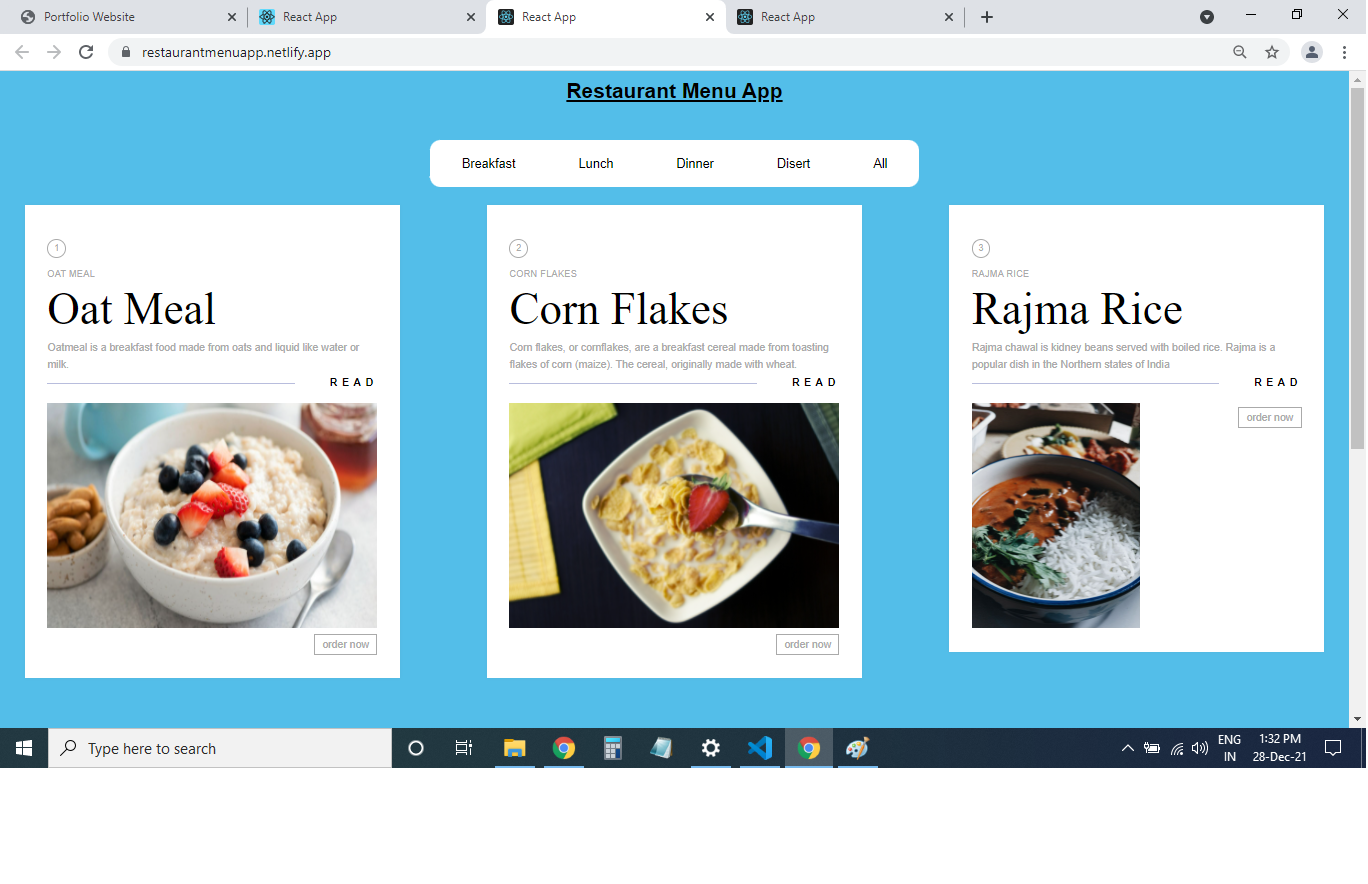 Portfolio Website
React App
React App
React App
restaurantmenuapp.netlify.app
Restaurant Menu App
Breakfast Lunch Dinner Disert All
1
OAT MEAL
Oat Meal
Oatmeal is a breakfast food made from oats and liquid like water or
milk.
READ
order now
2
CORN FLAKES
Corn Flakes
Corn flakes, or cornflakes, are a breakfast cereal made from toasting
flakes of corn (maize). The cereal, originally made with wheat.
READ
order now
3
RAJMA RICE
Rajma Rice
Rajma chawal is kidney beans served with boiled rice. Rajma is a
popular dish in the Northern states of India
READ
order now
Type here to search
ENG
IN
1:32 PM
28-Dec-21